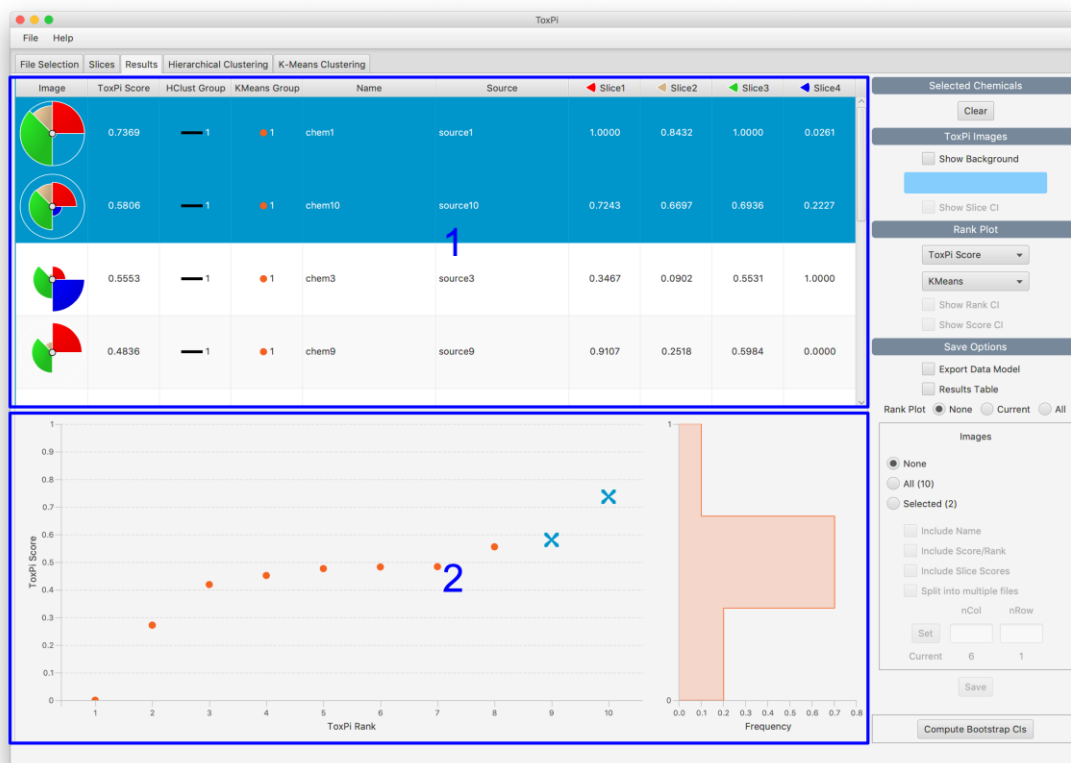 ToxPi
File Help
File Selection Slices Results Hierarchical Clustering K-Means Clustering
Image ToxPi Score HClust Group KMeans Group Name Source Slice1 Slice2 Slice3 Slice4
0.7369 1 1 chem1 source1 1.0000 0.8432 1.0000 0.0261
0.5806 1 1 chem10 source10 0.7243 0.6697 0.6936 0.2227
1
0.5553 1 1 chem3 source3 0.3467 0.0902 0.5531 1.0000
0.4836 1 1 chem9 source9 0.9107 0.2518 0.5984 0.0000
ToxPi Score
1
0.9
0.8
0.7
0.6
0.5
0.4
0.3
0.2
0.1
0
1 2 3 4 5 6 7 8 9 10
ToxPi Rank
2
1
0
0.0 0.1 0.2 0.3 0.4 0.5 0.6 0.7 0.8
Frequency
Selected Chemicals
Clear
ToxPi Images
Show Background
Show Slice CI
Rank Plot
ToxPi Score
KMeans
Show Rank CI
Show Score CI
Save Options
Export Data Model
Results Table
Rank Plot None Current All
Images
None
All (10)
Selected (2)
Include Name
Include Score/Rank
Include Slice Scores
Split into multiple files
nCol nRow
Set
Current 6 1
Save
Compute Bootstrap CIs